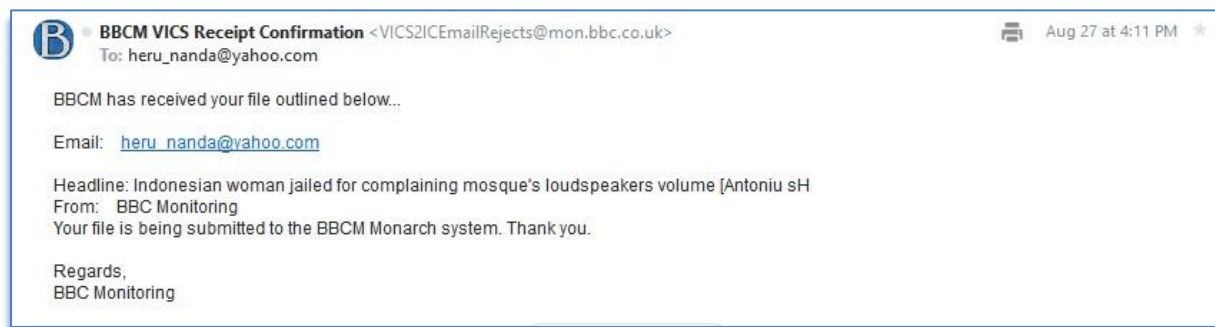 B
BBCM VICS Receipt Confirmation <VICS2ICEmailRejects@mon.bbc.co.uk> Aug 27 at 4:11 PM
To: heru_nanda@yahoo.com
BBCM has received your file outlined below...
Email: heru_nanda@yahoo.com
Headline: Indonesian woman jailed for complaining mosque's loudspeakers volume [Antoniu sH
From: BBC Monitoring
Your file is being submitted to the BBCM Monarch system. Thank you.
Regards,
BBC Monitoring